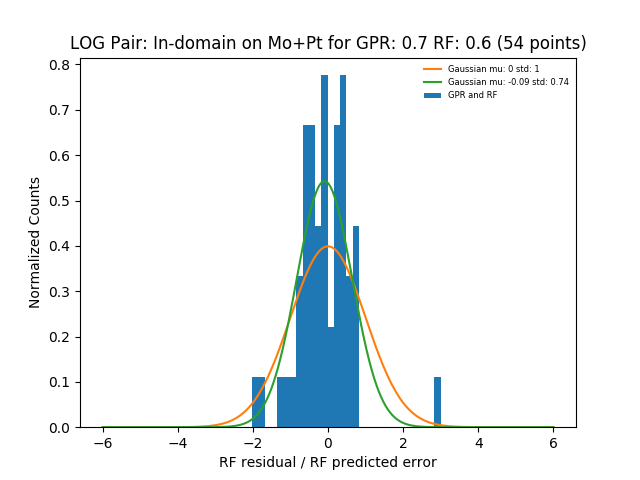 LOG Pair: In-domain on Mo+Pt for GPR: 0.7 RF: 0.6 (54 points)
Gaussian mu: 0 std: 1
Gaussian mu: -0.09 std: 0.74
GPR and RF
0.8
0.7
0.6
0.5
0.4
0.3
0.2
0.1
0.0
Normalized Counts
−6 −4 −2 0 2 4 6
RF residual / RF predicted error